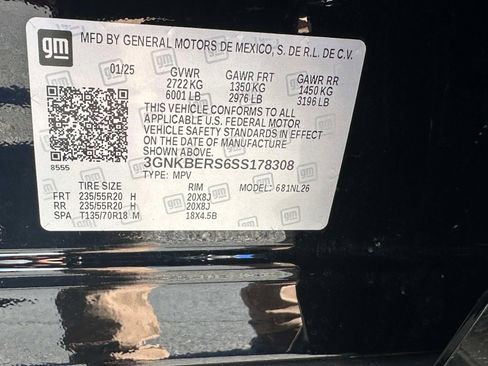 gm
MFD BY GENERAL MOTORS DE MEXICO, S. DE R.L. DE C.V.
01/25 GVWR GAWR FRT GAWR RR
2722 KG 1350 KG 1450 KG
6001 LB 2976 LB 3196 LB
THIS VEHICLE CONFORMS TO ALL
APPLICABLE U.S. FEDERAL MOTOR
VEHICLE SAFETY STANDARDS IN EFFECT
ON THE DATE OF MANUFACTURE
SHOWN ABOVE.
3GNKBERS6SS178308
8555 TYPE: MPV MODEL: 681NL26
TIRE SIZE RIM
FRT 235/55R20 H 20X8J
RR 235/55R20 H 20X8J
SPA T135/70R18 M 18X4.5B